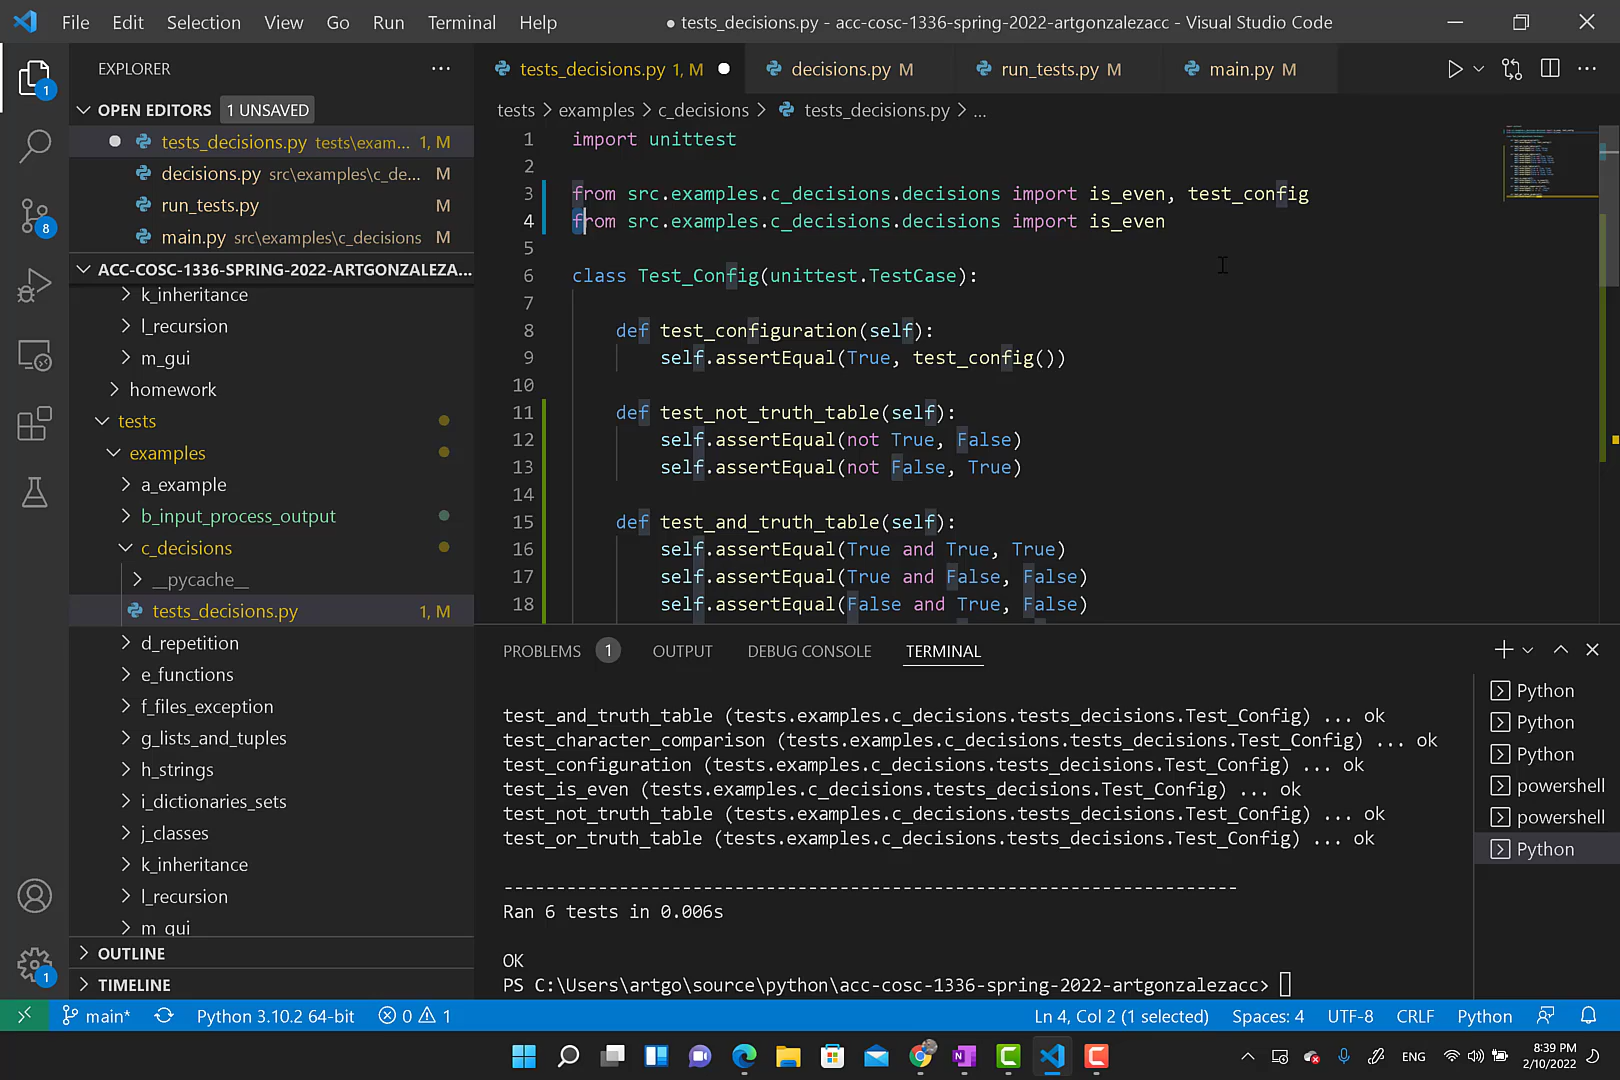 File Edit Selection View Go Run Terminal Help
● tests_decisions.py - acc-cosc-1336-spring-2022-artgonzalezacc - Visual Studio Code
EXPLORER
OPEN EDITORS 1 UNSAVED
tests_decisions.py tests\exam... 1, M
decisions.py src\examples\c_de... M
run_tests.py M
main.py src\examples\c_decisions M
ACC-COSC-1336-SPRING-2022-ARTGONZALEZA...
k_inheritance
l_recursion
m_gui
homework
tests
examples
a_example
b_input_process_output
c_decisions
__pycache__
tests_decisions.py 1, M
d_repetition
e_functions
f_files_exception
g_lists_and_tuples
h_strings
i_dictionaries_sets
j_classes
k_inheritance
l_recursion
m_gui
OUTLINE
TIMELINE
1
8
1
tests_decisions.py 1, M
decisions.py M
run_tests.py M
main.py M
tests > examples > c_decisions > tests_decisions.py > ...
1 import unittest
2
3 from src.examples.c_decisions.decisions import is_even, test_config
4 from src.examples.c_decisions.decisions import is_even
5
6 class Test_Config(unittest.TestCase):
7
8 def test_configuration(self):
9 self.assertEqual(True, test_config())
10
11 def test_not_truth_table(self):
12 self.assertEqual(not True, False)
13 self.assertEqual(not False, True)
14
15 def test_and_truth_table(self):
16 self.assertEqual(True and True, True)
17 self.assertEqual(True and False, False)
18 self.assertEqual(False and True, False)
PROBLEMS 1 OUTPUT DEBUG CONSOLE TERMINAL
test_and_truth_table (tests.examples.c_decisions.tests_decisions.Test_Config) ... ok
test_character_comparison (tests.examples.c_decisions.tests_decisions.Test_Config) ... ok
test_configuration (tests.examples.c_decisions.tests_decisions.Test_Config) ... ok
test_is_even (tests.examples.c_decisions.tests_decisions.Test_Config) ... ok
test_not_truth_table (tests.examples.c_decisions.tests_decisions.Test_Config) ... ok
test_or_truth_table (tests.examples.c_decisions.tests_decisions.Test_Config) ... ok
----------------------------------------------------------------------
Ran 6 tests in 0.006s
OK
PS C:\Users\artgo\source\python\acc-cosc-1336-spring-2022-artgonzalezacc>
Python
Python
Python
powershell
powershell
Python
main* Python 3.10.2 64-bit 0 1
Ln 4, Col 2 (1 selected) Spaces: 4 UTF-8 CRLF Python
ENG
8:39 PM
2/10/2022